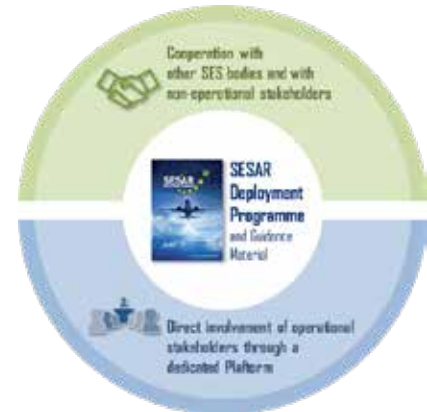 Cooperation with
other SES bodies and with
non-operational stakeholders
SESAR
SESAR
Deployment
Programme
and Guidance
Material
Direct involvement of operational
stakeholders through a
dedicated Platform